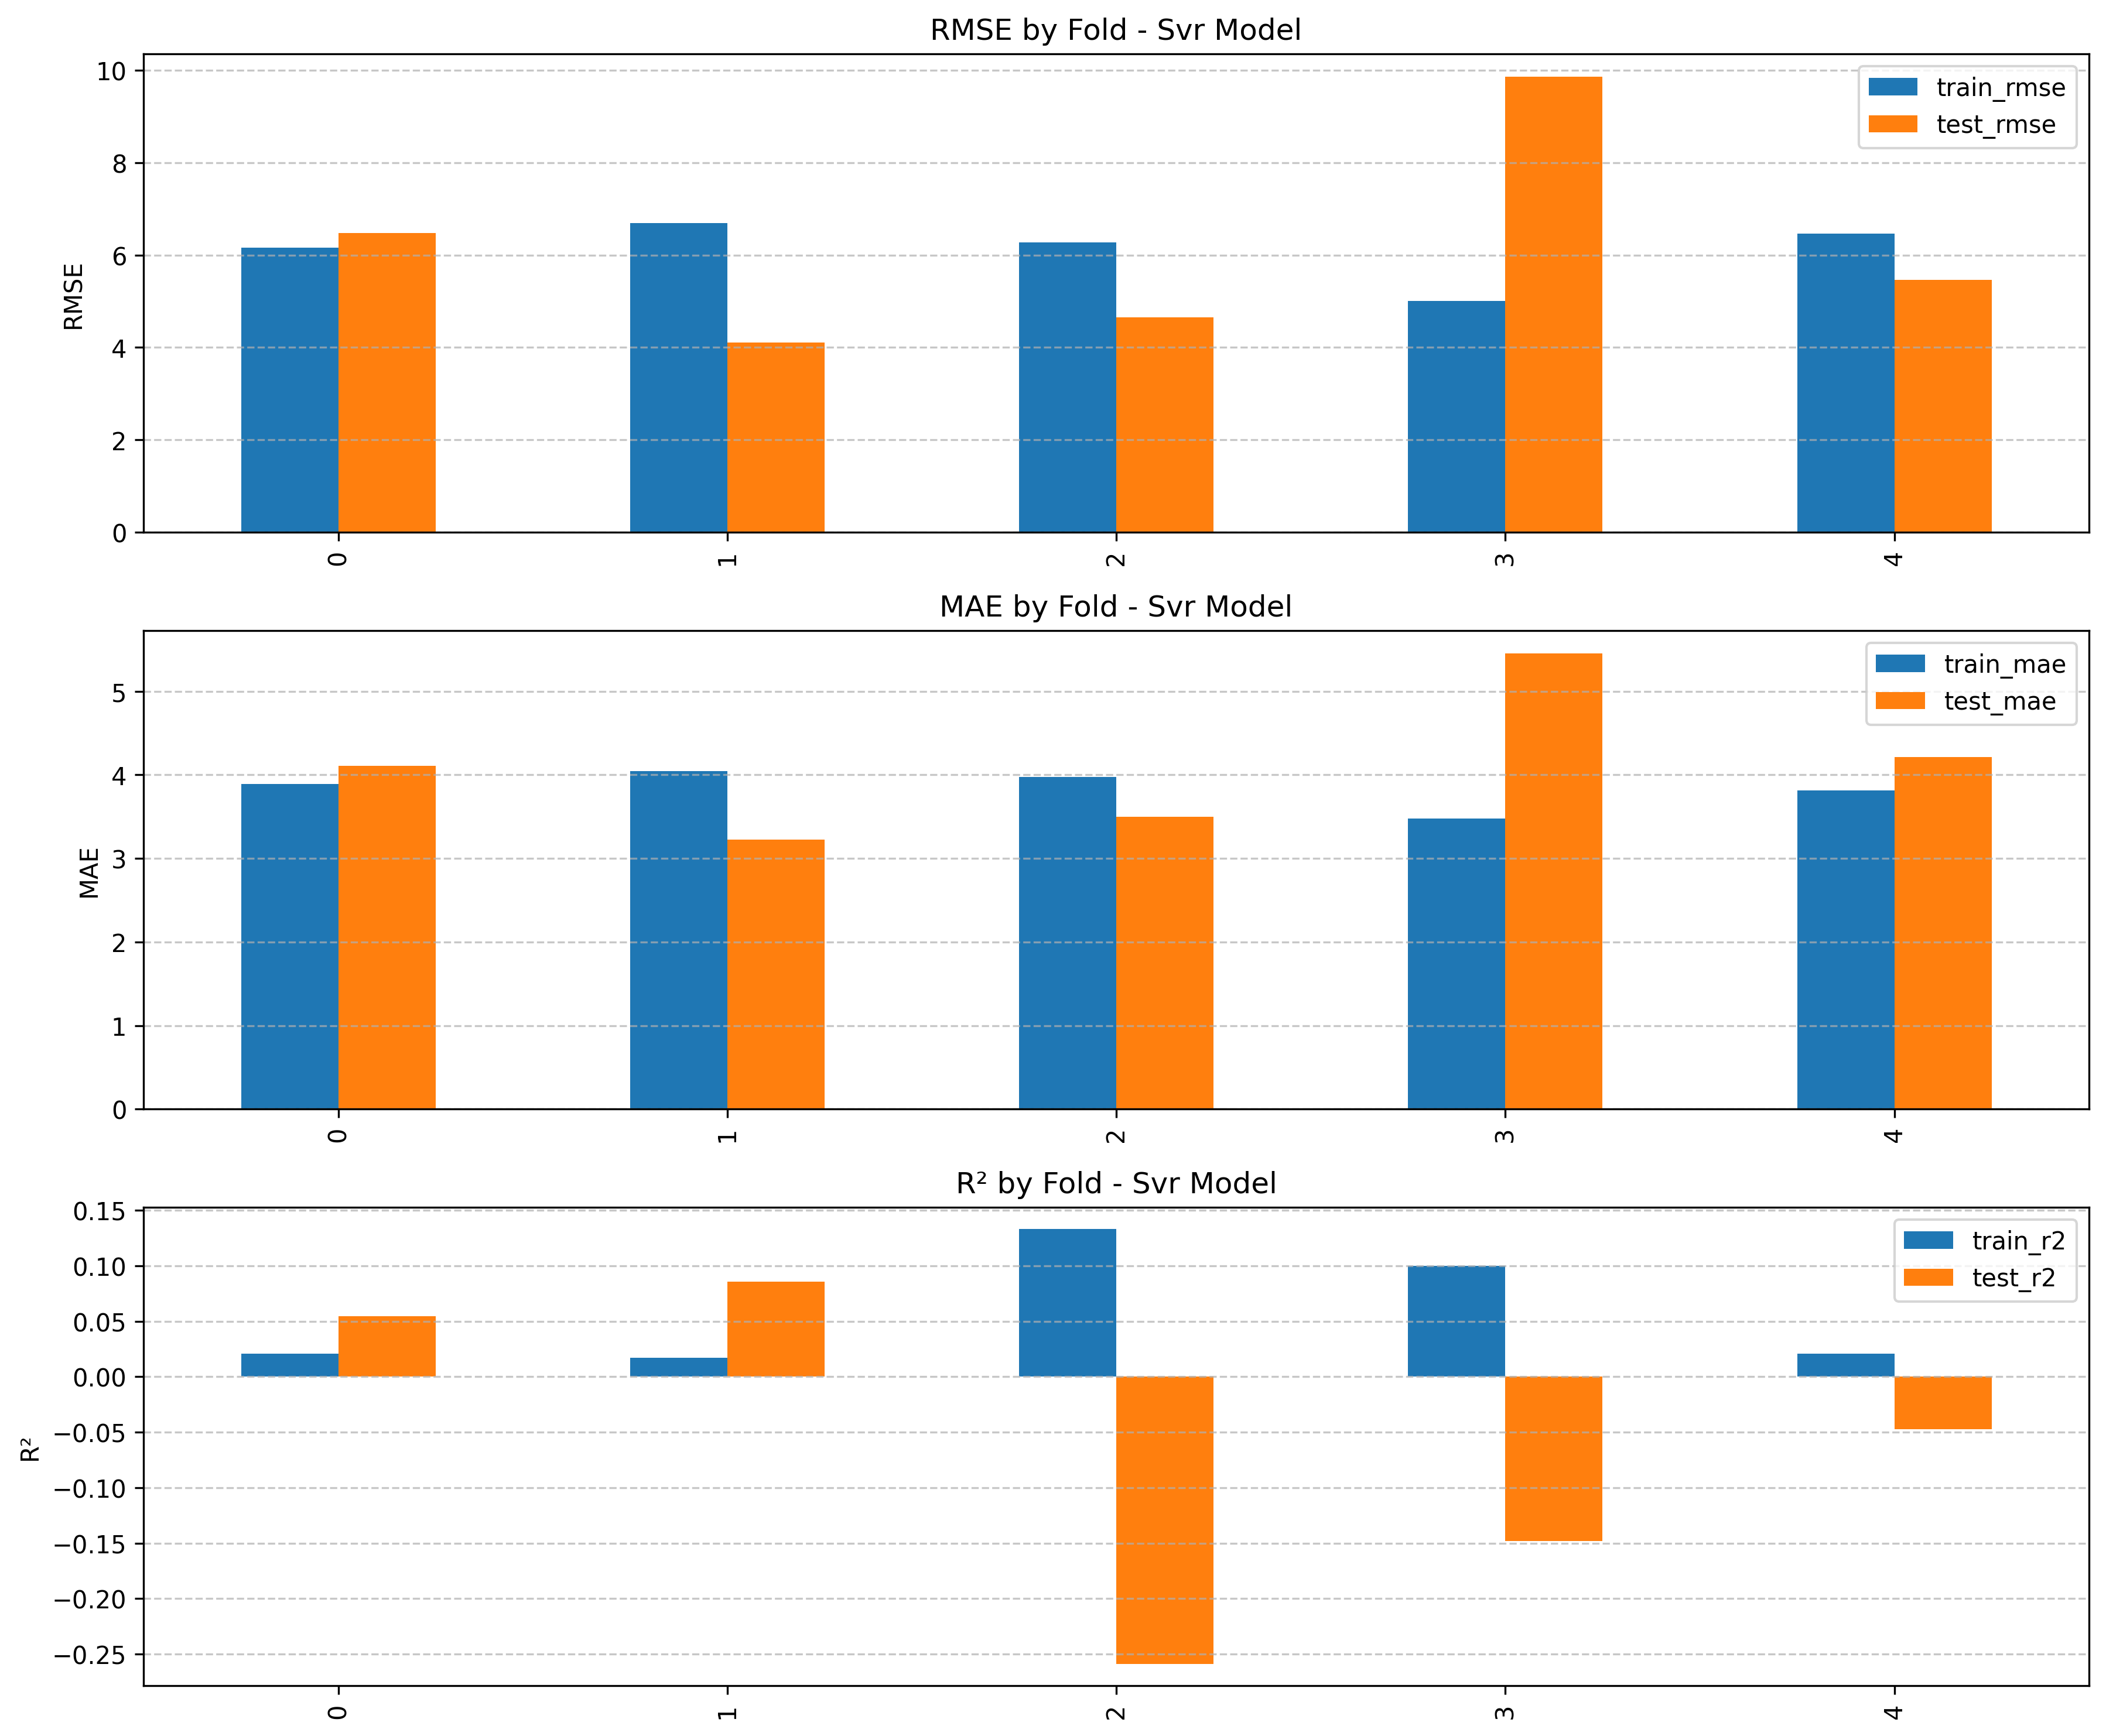 RMSE by Fold - Svr Model
10
8
6
4
2
0
RMSE
train_rmse
test_rmse
0 1 2 3 4
MAE by Fold - Svr Model
5
4
3
2
1
0
MAE
train_mae
test_mae
0 1 2 3 4
R² by Fold - Svr Model
0.15
0.10
0.05
0.00
−0.05
−0.10
−0.15
−0.20
−0.25
R²
train_r2
test_r2
0 1 2 3 4